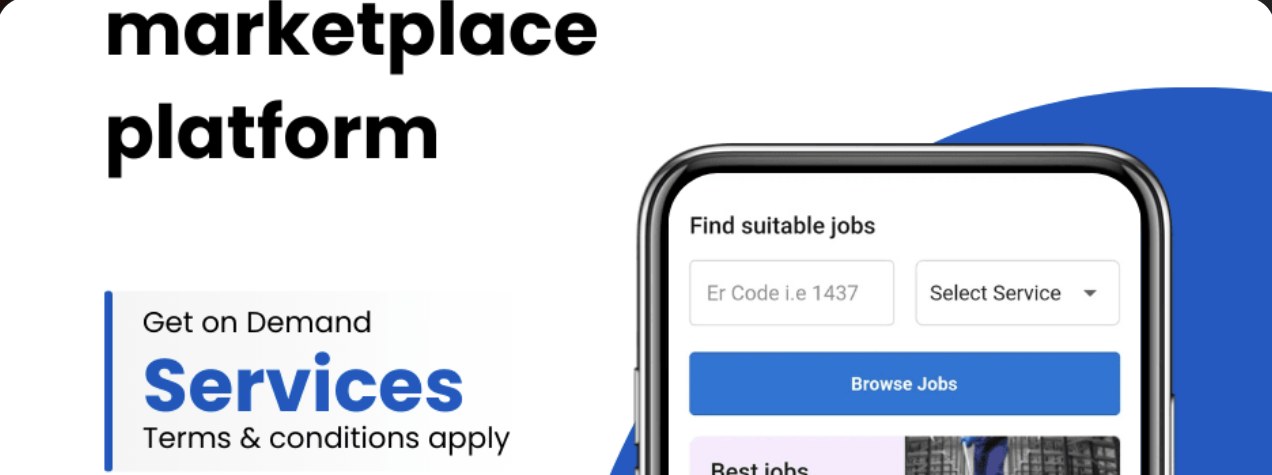 marketplace
platform
Get on Demand
Services
Terms & conditions apply
Find suitable jobs
Er Code i.e 1437
Select Service
Browse Jobs
Best jobs